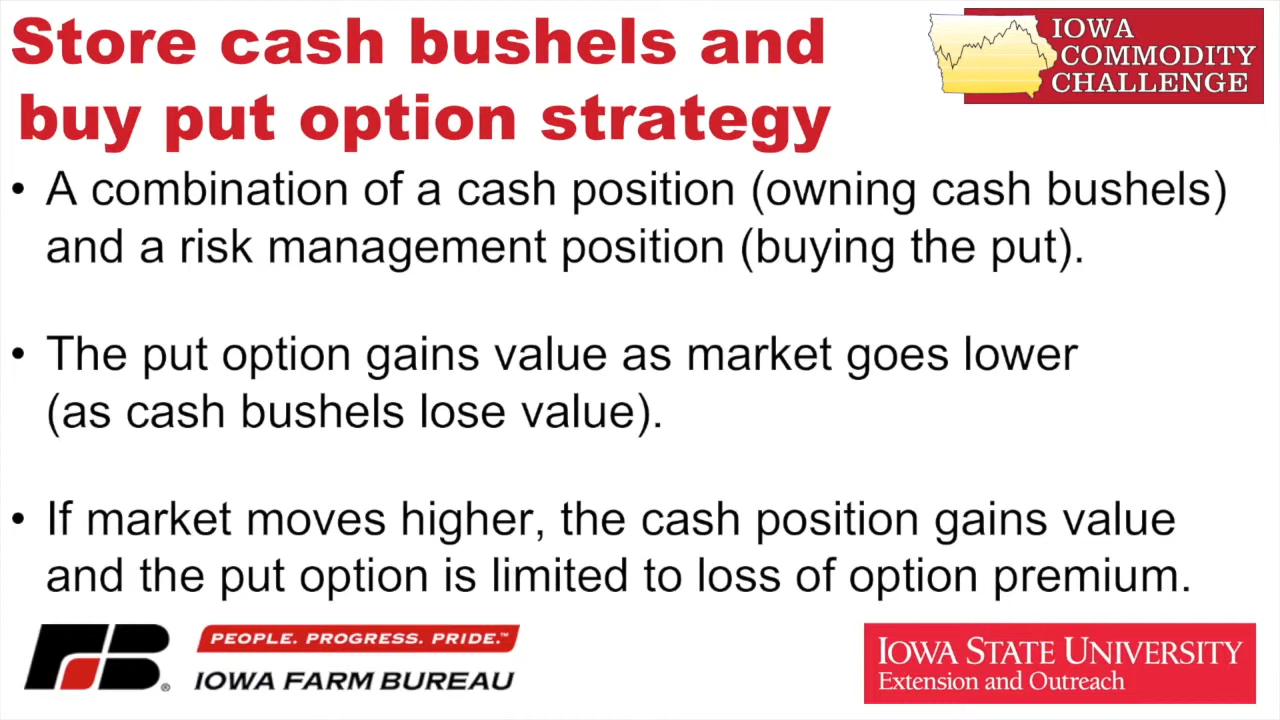 Store cash bushels and
buy put option strategy
IOWA
COMMODITY
CHALLENGE
• A combination of a cash position (owning cash bushels)
and a risk management position (buying the put).
• The put option gains value as market goes lower
(as cash bushels lose value).
• If market moves higher, the cash position gains value
and the put option is limited to loss of option premium.
FB®
PEOPLE. PROGRESS. PRIDE.™
IOWA FARM BUREAU
IOWA STATE UNIVERSITY
Extension and Outreach